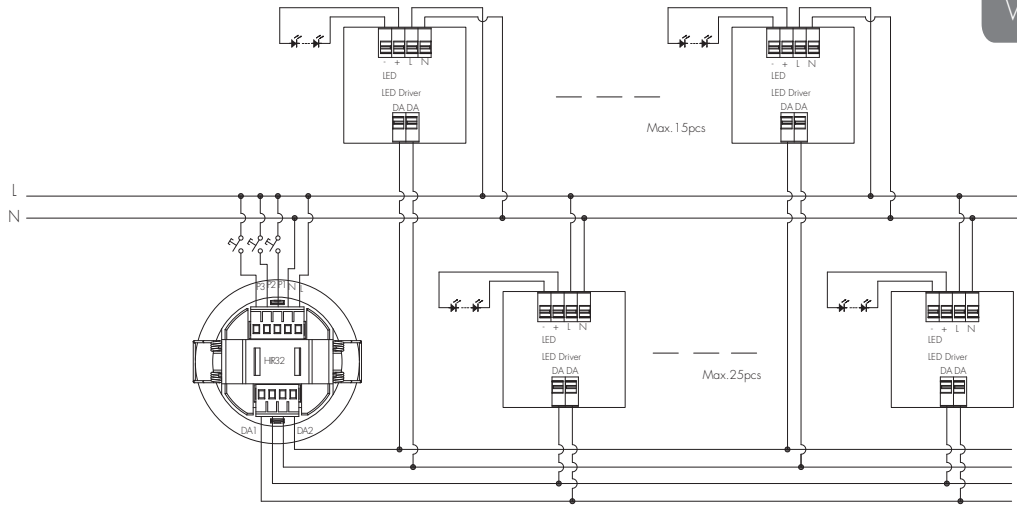 W
- + L N
LED
LED Driver
DA DA
Max.15pcs
- + L N
LED
LED Driver
DA DA
L
N
P3 P2 P1 N L
HR32
DA1
DA2
- + L N
LED
LED Driver
DA DA
Max.25pcs
- + L N
LED
LED Driver
DA DA